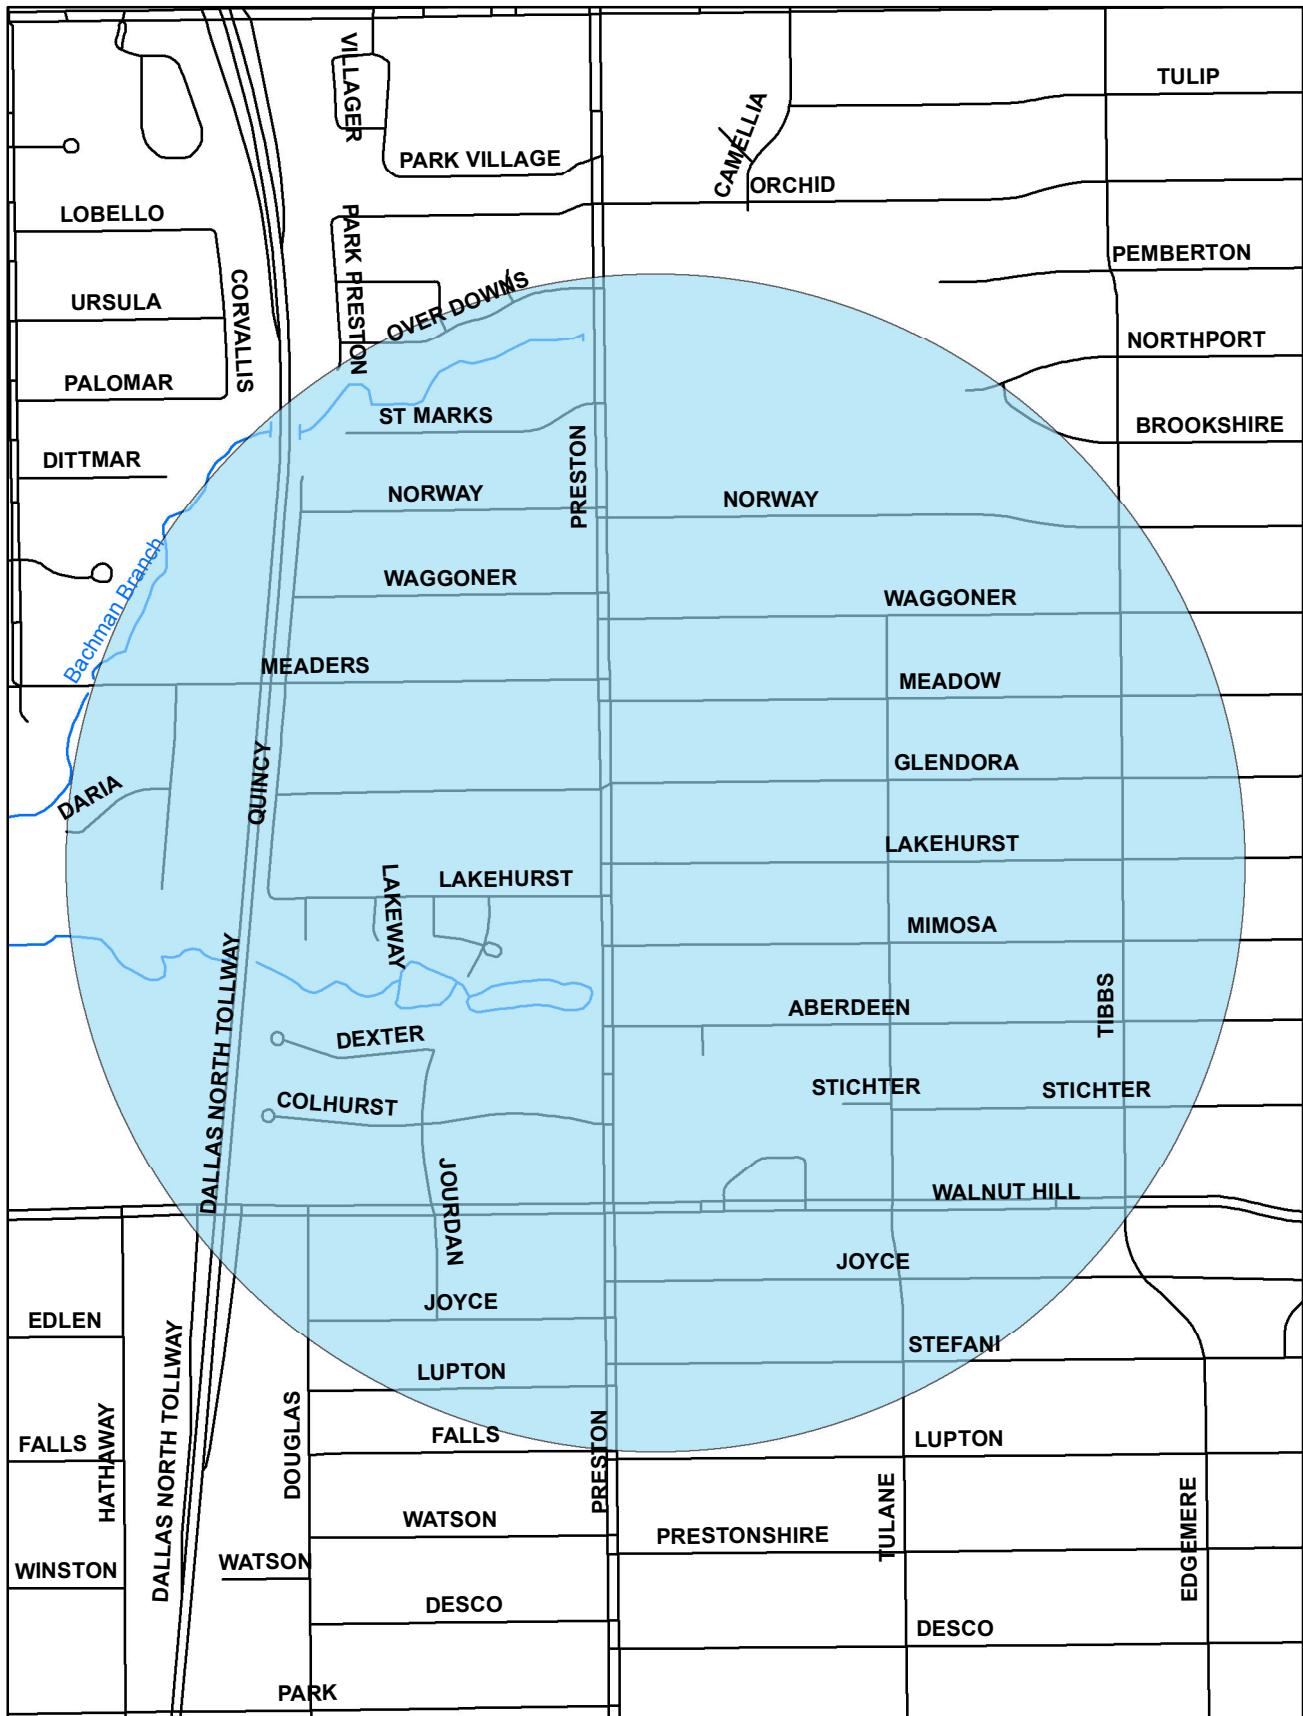 VILLAGER
TULIP
CAMELLIA
PARK VILLAGE
ORCHID
LOBELLO
PARK PRESTON
PEMBERTON
CORVALLIS
URSULA
OVER DOWNS
NORTHPORT
PALOMAR
ST MARKS
BROOKSHIRE
DITTMAR
PRESTON
NORWAY
NORWAY
Bachman Branch
WAGGONER
WAGGONER
MEADERS
MEADOW
QUINCY
GLENDORA
DARIA
LAKEHURST
LAKEHURST
LAKEWAY
MIMOSA
DALLAS NORTH TOLLWAY
ABERDEEN
TIBBS
DEXTER
STICHTER
STICHTER
COLHURST
JOURDAN
WALNUT HILL
JOYCE
JOYCE
EDLEN
STEFANI
DALLAS NORTH TOLLWAY
LUPTON
DOUGLAS
PRESTON
FALLS
FALLS
LUPTON
HATHAWAY
TULANE
EDGEMERE
WATSON
PRESTONSHIRE
WINSTON
WATSON
DESCO
DESCO
PARK